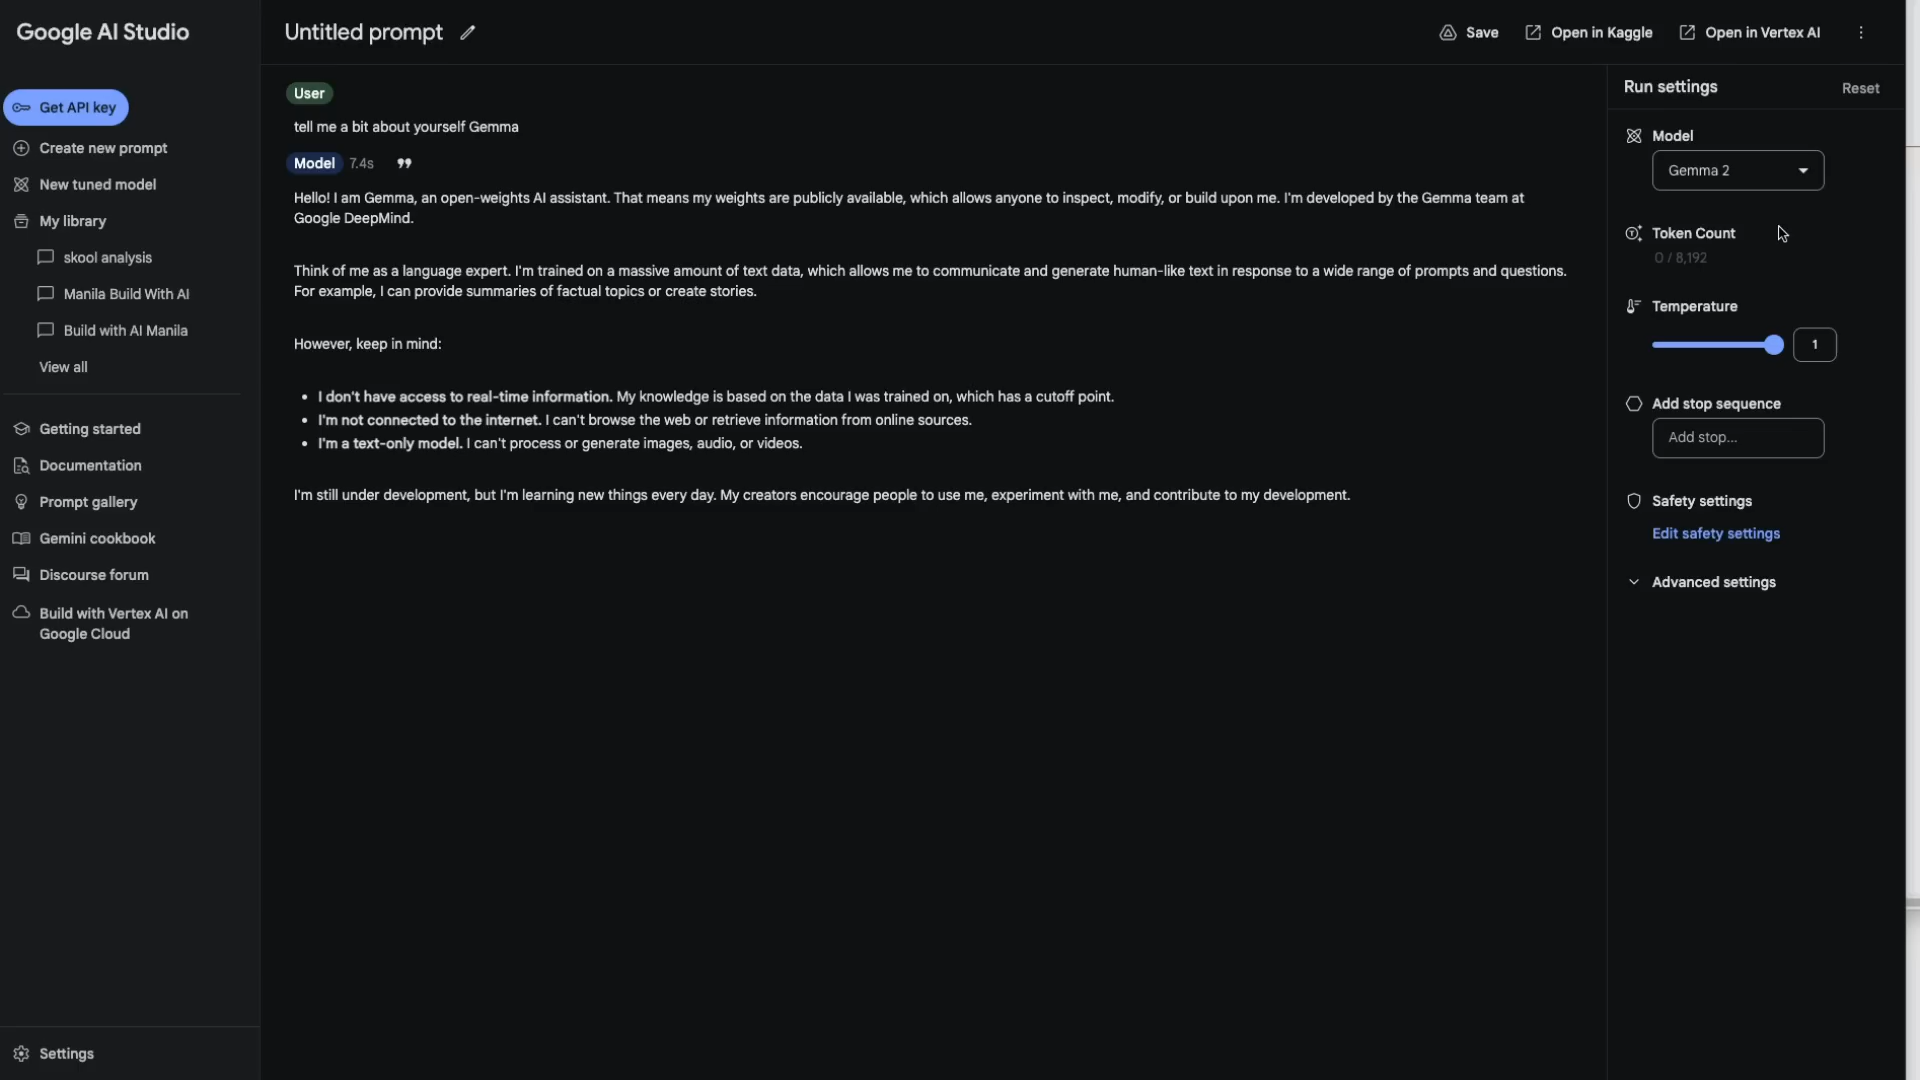 Google AI Studio
Get API key
Create new prompt
New tuned model
My library
skool analysis
Manila Build With AI
Build with AI Manila
View all
Getting started
Documentation
Prompt gallery
Gemini cookbook
Discourse forum
Build with Vertex AI on
Google Cloud
Settings
Untitled prompt
Save
Open in Kaggle
Open in Vertex AI
User
tell me a bit about yourself Gemma
Model 7.4s
Hello! I am Gemma, an open-weights AI assistant. That means my weights are publicly available, which allows anyone to inspect, modify, or build upon me. I'm developed by the Gemma team at
Google DeepMind.
Think of me as a language expert. I'm trained on a massive amount of text data, which allows me to communicate and generate human-like text in response to a wide range of prompts and questions.
For example, I can provide summaries of factual topics or create stories.
However, keep in mind:
• I don't have access to real-time information. My knowledge is based on the data I was trained on, which has a cutoff point.
• I'm not connected to the internet. I can't browse the web or retrieve information from online sources.
• I'm a text-only model. I can't process or generate images, audio, or videos.
I'm still under development, but I'm learning new things every day. My creators encourage people to use me, experiment with me, and contribute to my development.
Run settings
Reset
Model
Gemma 2
Token Count
0 / 8,192
Temperature
1
Add stop sequence
Add stop...
Safety settings
Edit safety settings
Advanced settings